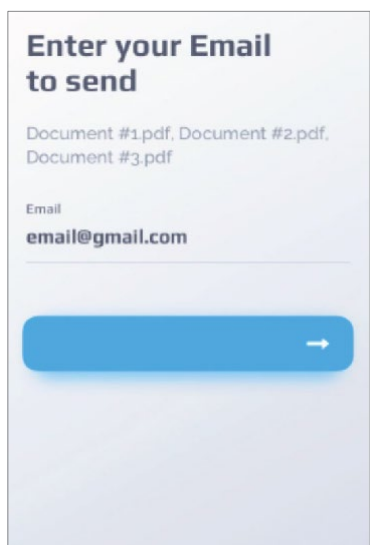 Enter your Email
to send
Document #1.pdf, Document #2.pdf,
Document #3.pdf
Email
email@gmail.com